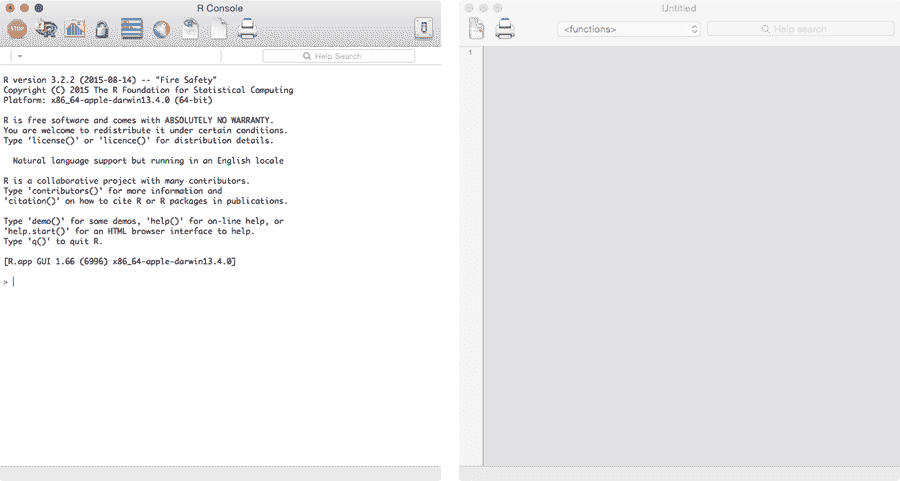 R Console
STOP
Help Search
R version 3.2.2 (2015-08-14) -- "Fire Safety"
Copyright (C) 2015 The R Foundation for Statistical Computing
Platform: x86_64-apple-darwin13.4.0 (64-bit)
R is free software and comes with ABSOLUTELY NO WARRANTY.
You are welcome to redistribute it under certain conditions.
Type 'license()' or 'licence()' for distribution details.
Natural language support but running in an English locale
R is a collaborative project with many contributors.
Type 'contributors()' for more information and
'citation()' on how to cite R or R packages in publications.
Type 'demo()' for some demos, 'help()' for on-line help, or
'help.start()' for an HTML browser interface to help.
Type 'q()' to quit R.
[R.app GUI 1.66 (6996) x86_64-apple-darwin13.4.0]
>
Untitled
<functions>
Help search
1